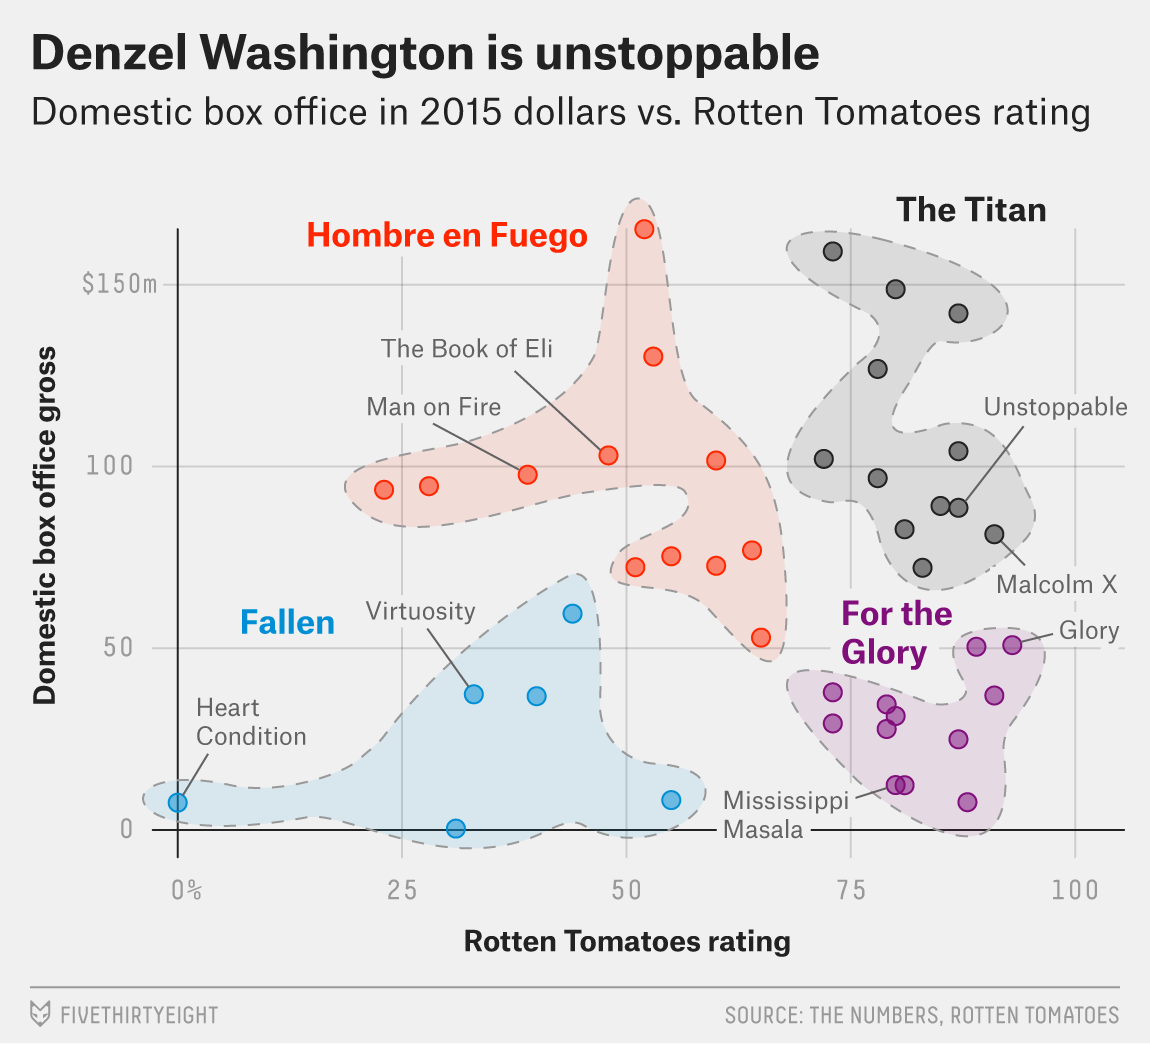 Denzel Washington is unstoppable
Domestic box office in 2015 dollars vs. Rotten Tomatoes rating
The Titan
Hombre en Fuego
$150m
The Book of Eli
Man on Fire
Unstoppable
100
Malcolm X
Domestic box office gross
Fallen
Virtuosity
For the
Glory
Glory
50
Heart
Condition
Mississippi
Masala
0
0%
25
50
75
100
Rotten Tomatoes rating
FIVETHIRTYEIGHT
SOURCE: THE NUMBERS, ROTTEN TOMATOES